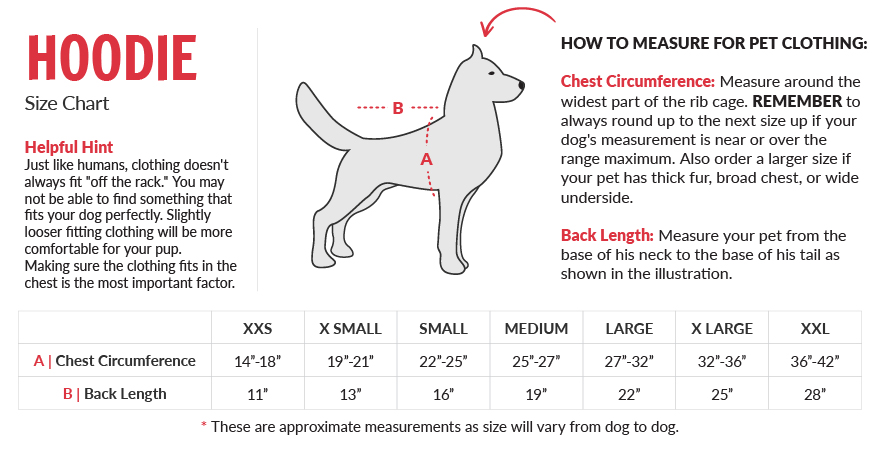 HOODIE
Size Chart
Helpful Hint
Just like humans, clothing doesn't
always fit "off the rack." You may
not be able to find something that
fits your dog perfectly. Slightly
looser fitting clothing will be more
comfortable for your pup.
Making sure the clothing fits in the
chest is the most important factor.
B
A
HOW TO MEASURE FOR PET CLOTHING:
Chest Circumference: Measure around the
widest part of the rib cage. REMEMBER to
always round up to the next size up if your
dog's measurement is near or over the
range maximum. Also order a larger size if
your pet has thick fur, broad chest, or wide
underside.
Back Length: Measure your pet from the
base of his neck to the base of his tail as
shown in the illustration.
XXS X SMALL SMALL MEDIUM LARGE X LARGE XXL
A | Chest Circumference 14”-18” 19”-21” 22”-25” 25”-27” 27”-32” 32”-36” 36”-42”
B | Back Length 11” 13” 16” 19” 22” 25” 28”
* These are approximate measurements as size will vary from dog to dog.